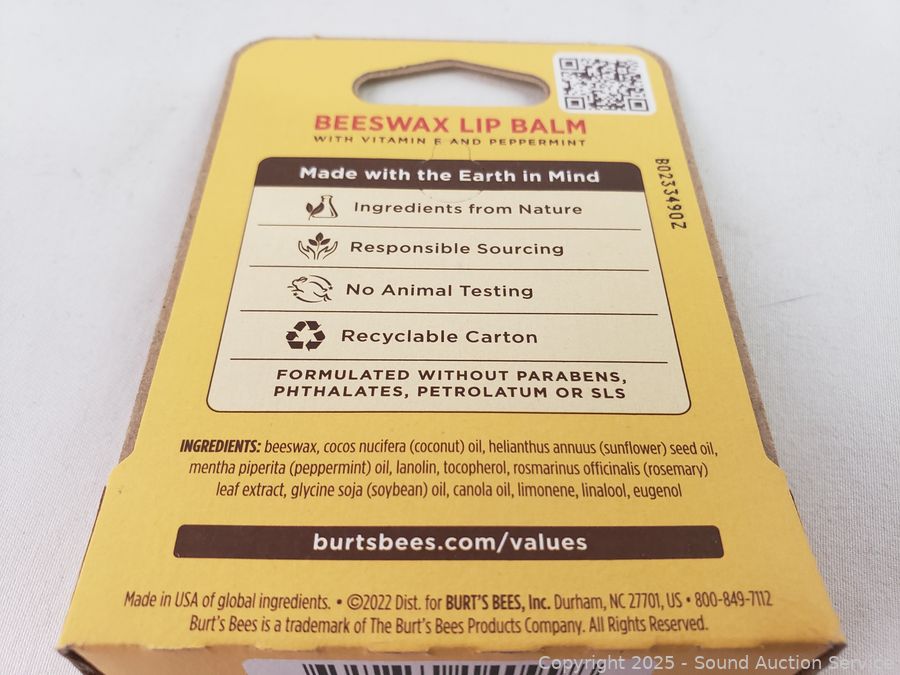 BEESWAX LIP BALM
WITH VITAMIN E AND PEPPERMINT
B0233490Z
Made with the Earth in Mind
Ingredients from Nature
Responsible Sourcing
No Animal Testing
Recyclable Carton
FORMULATED WITHOUT PARABENS,
PHTHALATES, PETROLATUM OR SLS
INGREDIENTS: beeswax, cocos nucifera (coconut) oil, helianthus annuus (sunflower) seed oil,
mentha piperita (peppermint) oil, lanolin, tocopherol, rosmarinus officinalis (rosemary)
leaf extract, glycine soja (soybean) oil, canola oil, limonene, linalool, eugenol
burtsbees.com/values
Made in USA of global ingredients. • ©2022 Dist. for BURT'S BEES, Inc. Durham, NC 27701, US • 800-849-7112
Burt's Bees is a trademark of The Burt's Bees Products Company. All Rights Reserved.
Copyright 2025 - Sound Auction Service